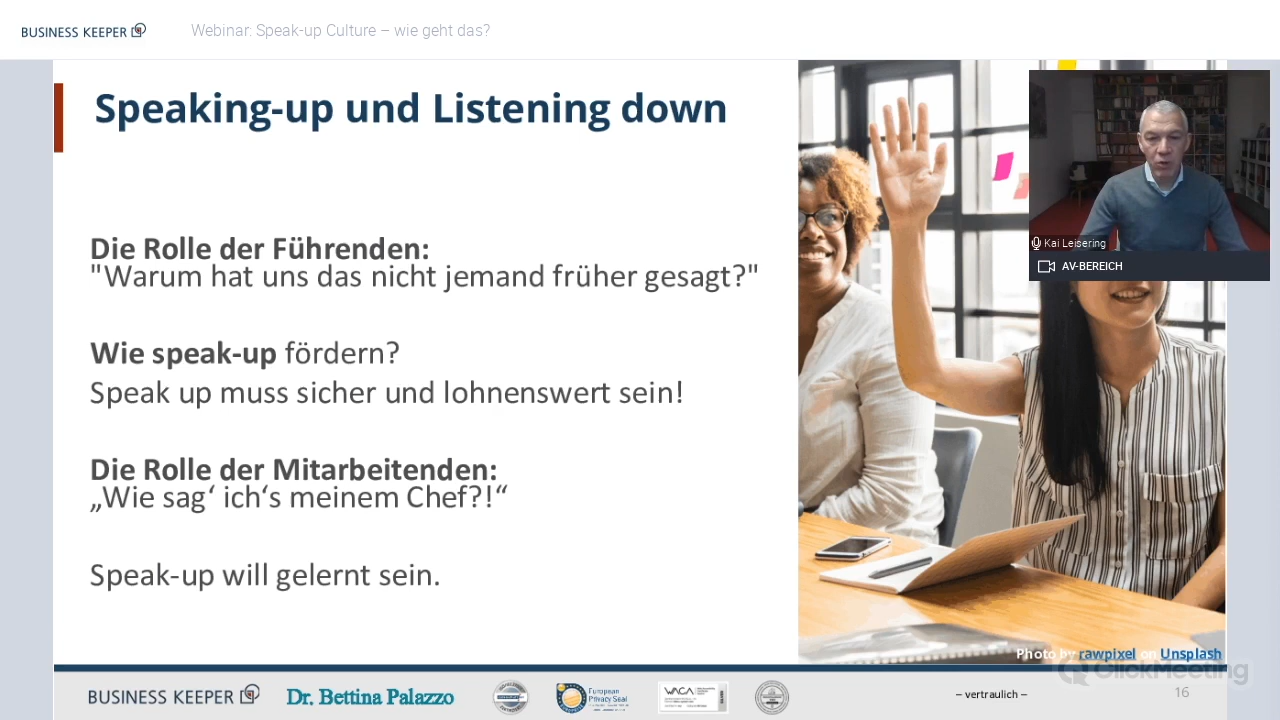 BUSINESS KEEPER
Webinar: Speak-up Culture – wie geht das?
Speaking-up und Listening down
Die Rolle der Führenden:
"Warum hat uns das nicht jemand früher gesagt?"
Wie speak-up fördern?
Speak up muss sicher und lohnenswert sein!
Die Rolle der Mitarbeitenden:
„Wie sag‘ ich‘s meinem Chef?!“
Speak-up will gelernt sein.
Kai Leisering
AV-BEREICH
Photo by rawpixel on Unsplash
ClickMeeting
BUSINESS KEEPER
Dr. Bettina Palazzo
European
Privacy Seal
WACA
– vertraulich –
16